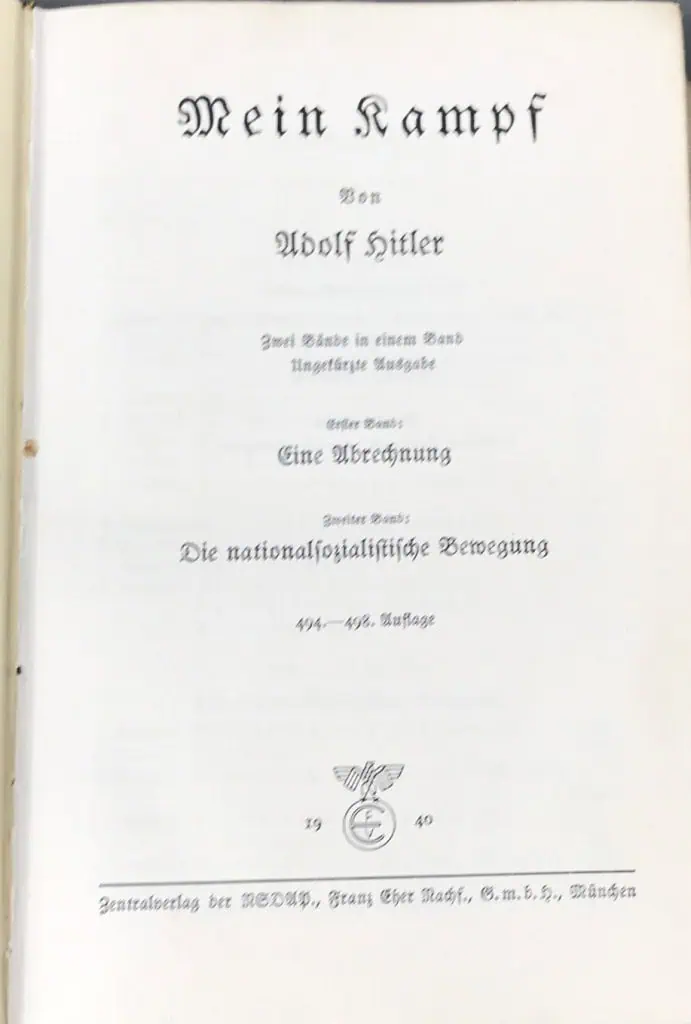 Mein Kampf
Von
Adolf Hitler
Zwei Bände in einem Band
Ungekürzte Ausgabe
Erster Band:
Eine Abrechnung
Zweiter Band:
Die nationalsozialistische Bewegung
494.—498. Auflage
19 FEV 40
Zentralverlag der NSDAP., Franz Eher Nachf., G.m.b.H., München